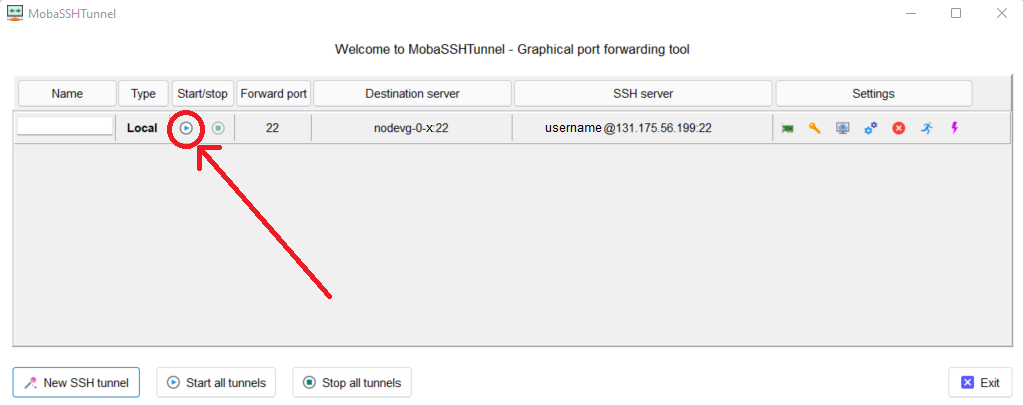 MobaSSHTunnel
Welcome to MobaSSHTunnel - Graphical port forwarding tool
Name Type Start/stop Forward port Destination server SSH server Settings
Local 22 nodevg-0-x:22 username@131.175.56.199:22
New SSH tunnel Start all tunnels Stop all tunnels Exit